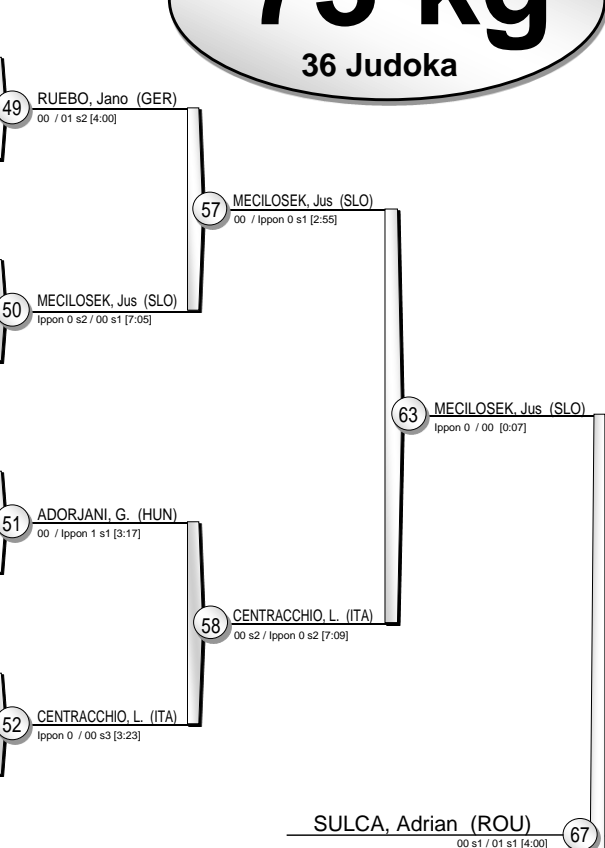 73 kg
36 Judoka
49 RUEBO, Jano (GER)
00 / 01 s2 [4:00]
57 MECILOSEK, Jus (SLO)
00 / Ippon 0 s1 [2:55]
50 MECILOSEK, Jus (SLO)
Ippon 0 s2 / 00 s1 [7:05]
63 MECILOSEK, Jus (SLO)
Ippon 0 / 00 [0:07]
51 ADORJANI, G. (HUN)
00 / Ippon 1 s1 [3:17]
58 CENTRACCHIO, L. (ITA)
00 s2 / Ippon 0 s2 [7:09]
52 CENTRACCHIO, L. (ITA)
Ippon 0 / 00 s3 [3:23]
SULCA, Adrian (ROU) 67
00 s1 / 01 s1 [4:00]